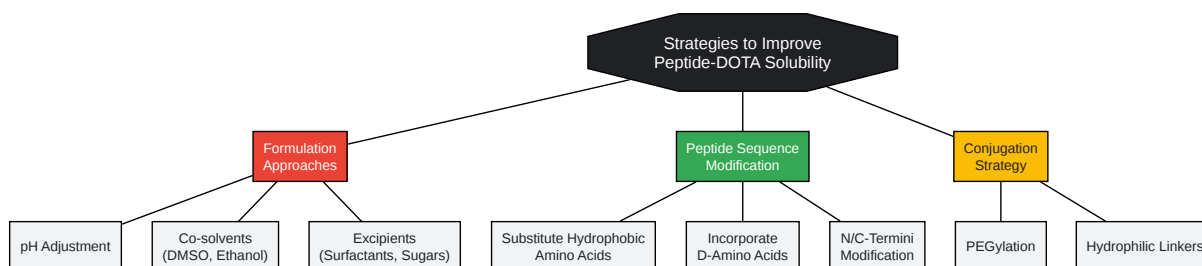 Strategies to Improve
Peptide-DOTA Solubility
Formulation
Approaches
Peptide Sequence
Modification
Conjugation
Strategy
pH Adjustment
Co-solvents
(DMSO, Ethanol)
Excipients
(Surfactants, Sugars)
Substitute Hydrophobic
Amino Acids
Incorporate
D-Amino Acids
N/C-Termini
Modification
PEGylation
Hydrophilic Linkers